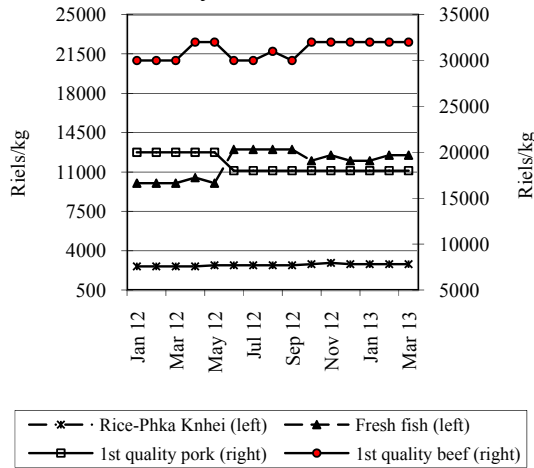 35000
25000
21500
30000
18000
25000
14500
20000
11000
15000
7500
10000
4000
500
5000
Riels/kg
Riels/kg
Jan 12
Mar 12
May 12
Jul 12
Sep 12
Nov 12
Jan 13
Mar 13
Rice-Phka Knhei (left)
Fresh fish (left)
1st quality pork (right)
1st quality beef (right)